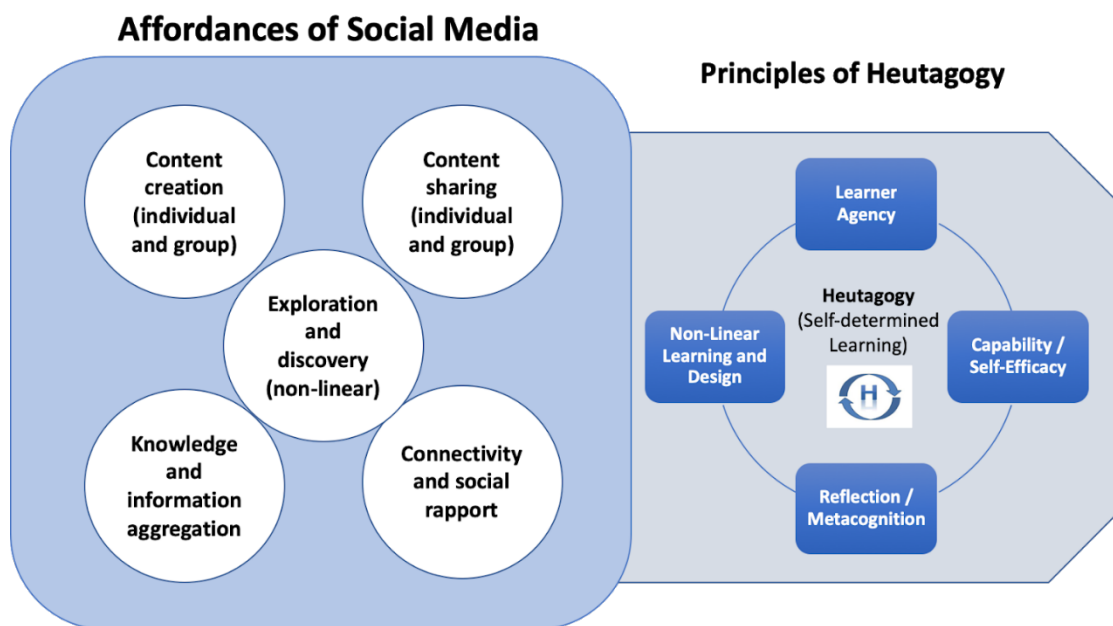 Affordances of Social Media
Principles of Heutagogy
Content
creation
(individual
and group)
Content
sharing
(individual
and group)
Exploration
and
discovery
(non-linear)
Knowledge
and
information
aggregation
Connectivity
and social
rapport
Learner
Agency
Heutagogy
(Self-determined
Learning)
H
Non-Linear
Learning and
Design
Capability /
Self-Efficacy
Reflection /
Metacognition